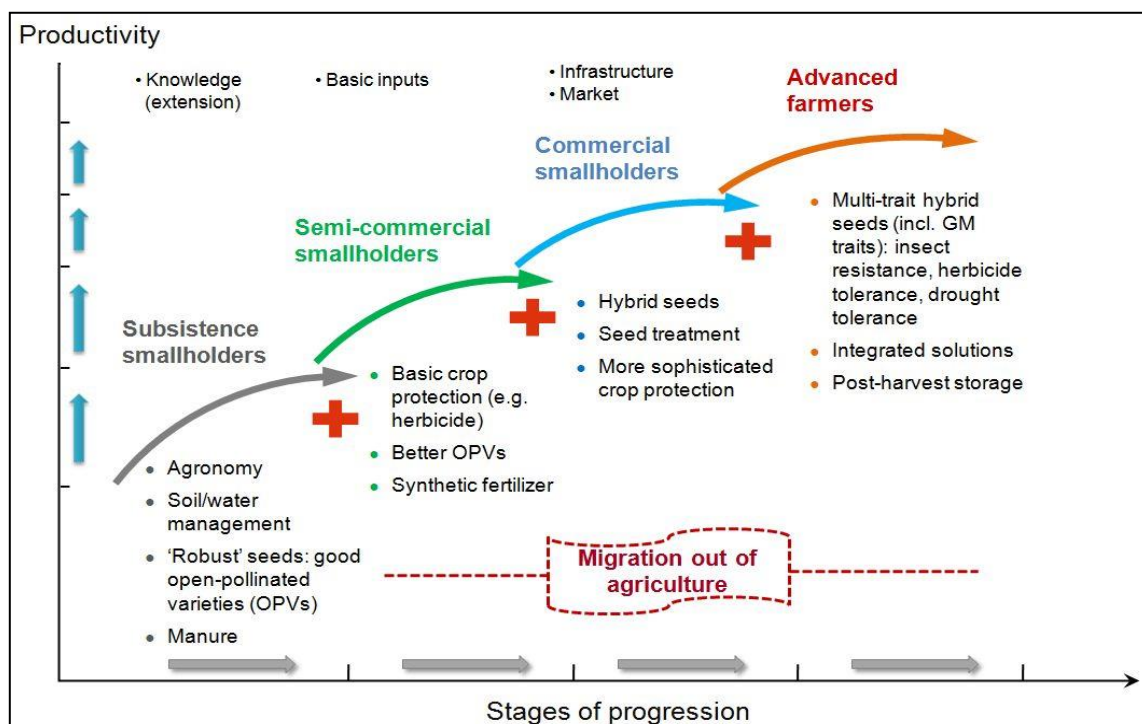 Productivity
• Knowledge
(extension)
• Basic inputs
• Infrastructure
• Market
Advanced
farmers
Commercial
smallholders
Semi-commercial
smallholders
Subsistence
smallholders
• Multi-trait hybrid
seeds (incl. GM
traits): insect
resistance, herbicide
tolerance, drought
tolerance
• Integrated solutions
• Post-harvest storage
• Hybrid seeds
• Seed treatment
• More sophisticated
crop protection
• Basic crop
protection (e.g.
herbicide)
• Better OPVs
• Synthetic fertilizer
• Agronomy
• Soil/water
management
• ‘Robust’ seeds: good
open-pollinated
varieties (OPVs)
• Manure
Migration out of
agriculture
Stages of progression